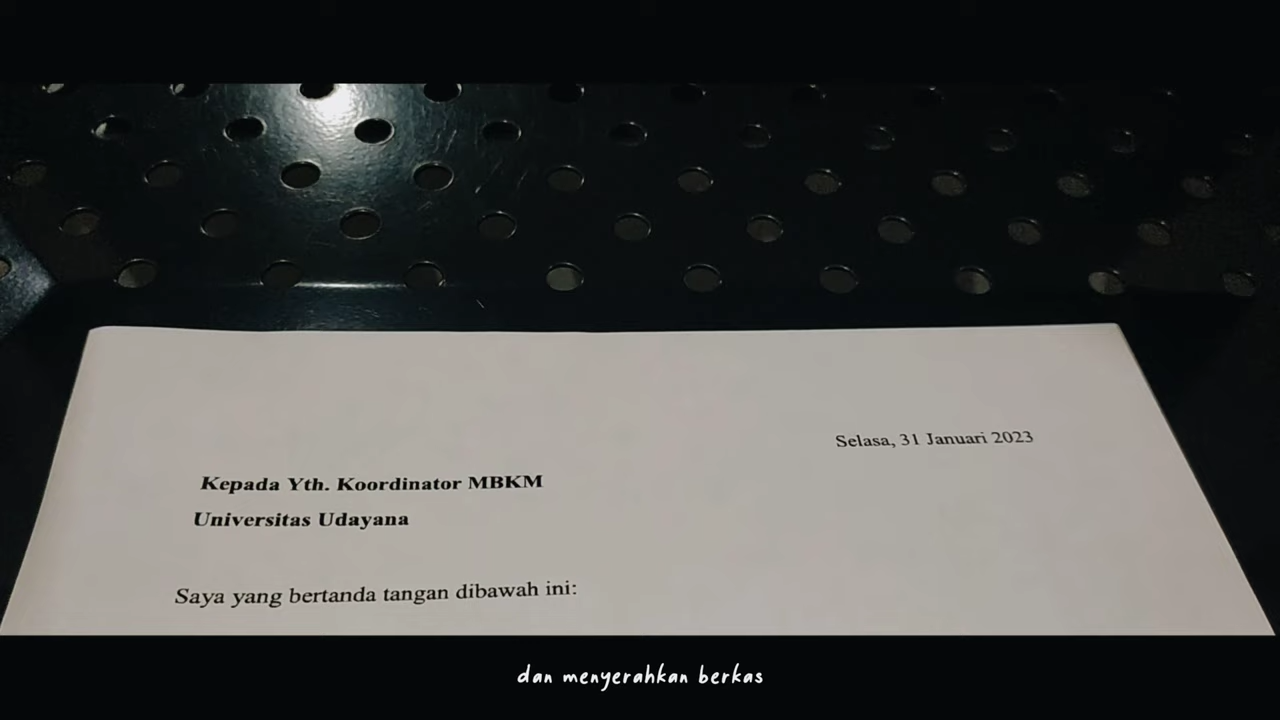 Selasa, 31 Januari 2023
Kepada Yth. Koordinator MBKM
Universitas Udayana
Saya yang bertanda tangan dibawah ini:
dan menyerahkan berkas